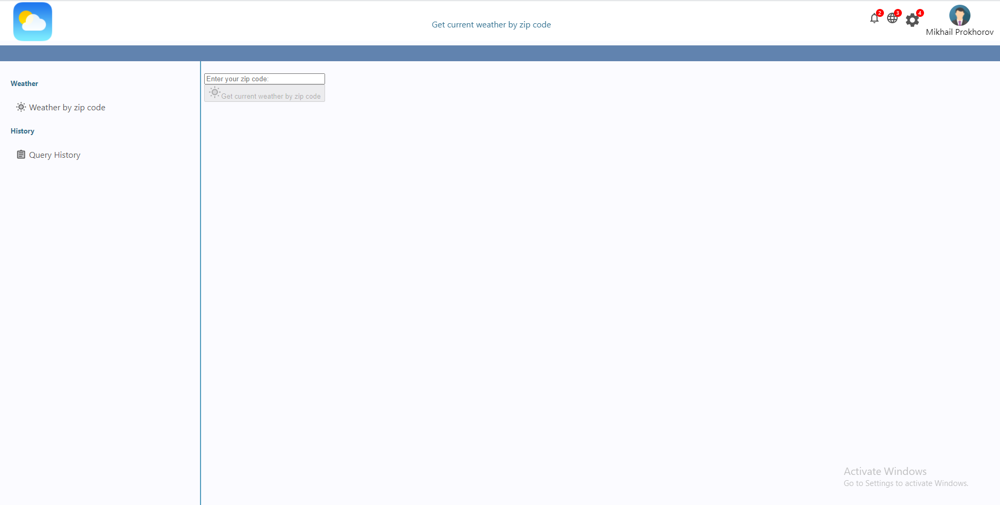 Get current weather by zip code
2
3
4
Mikhail Prokhorov
Weather
Weather by zip code
History
Query History
Enter your zip code:
Get current weather by zip code
Activate Windows
Go to Settings to activate Windows.